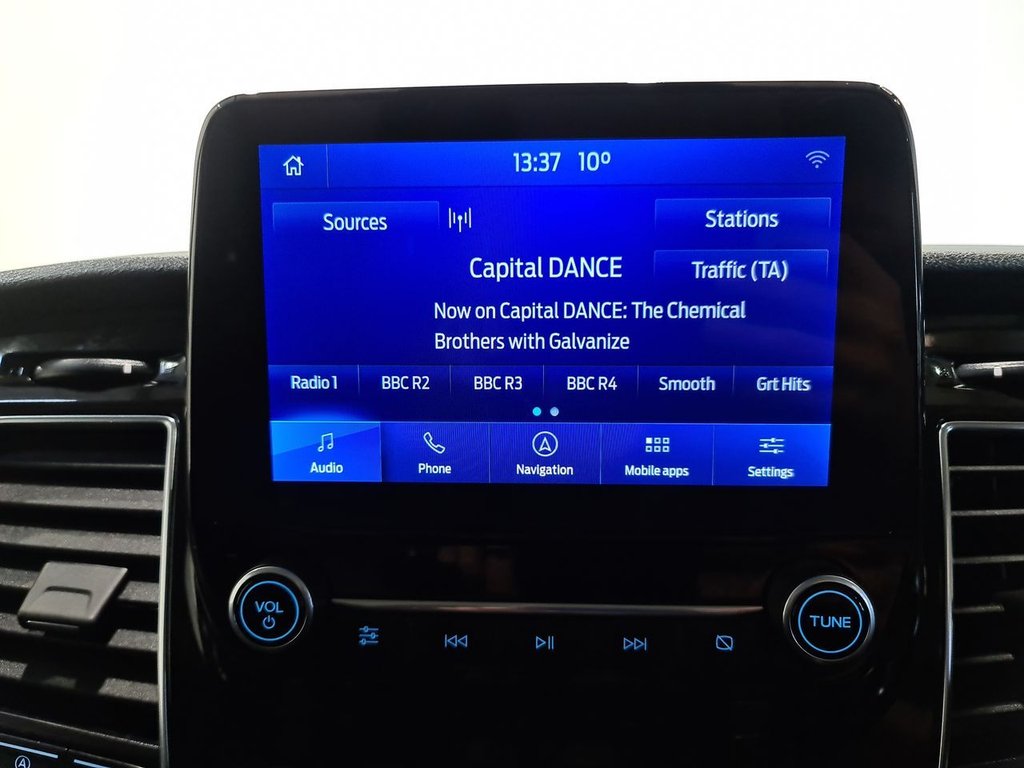 13:37 10º
Sources
Stations
Capital DANCE
Traffic (TA)
Now on Capital DANCE: The Chemical
Brothers with Galvanize
Radio 1 BBC R2 BBC R3 BBC R4 Smooth Grt Hits
Audio Phone Navigation Mobile apps Settings
VOL
TUNE
A